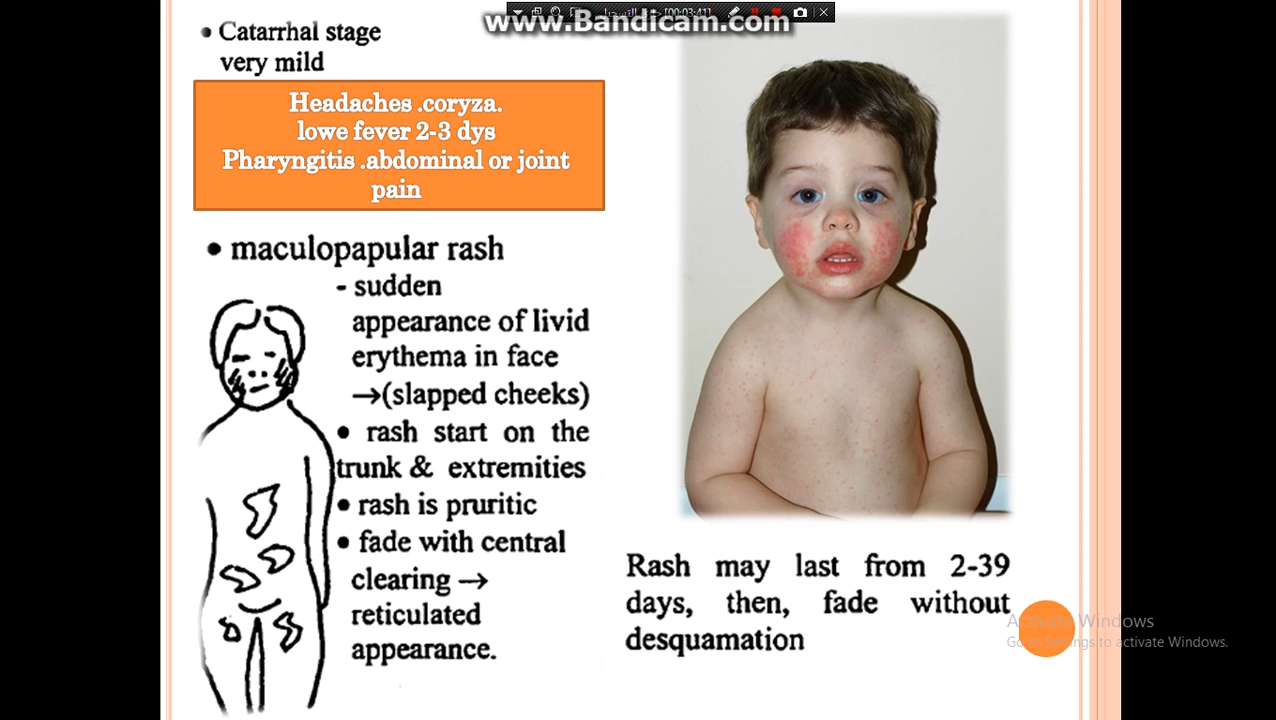 www.Bandicam.com
[00:03:41]
• Catarrhal stage
very mild
Headaches .coryza.
lowe fever 2-3 dys
Pharyngitis .abdominal or joint
pain
• maculopapular rash
- sudden
appearance of livid
erythema in face
→(slapped cheeks)
• rash start on the
trunk & extremities
• rash is pruritic
• fade with central
clearing →
reticulated
appearance.
Rash may last from 2-39
days, then, fade without
desquamation
Activate Windows
Go to Settings to activate Windows.